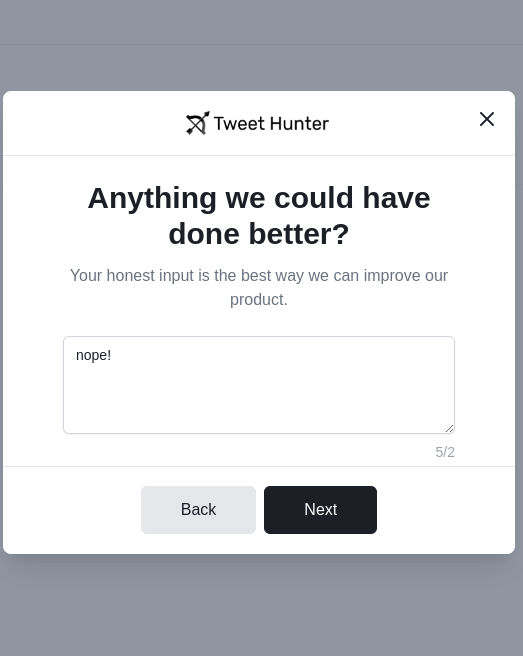 Tweet Hunter
Anything we could have
done better?
Your honest input is the best way we can improve our
product.
nope!
5/2
Back Next